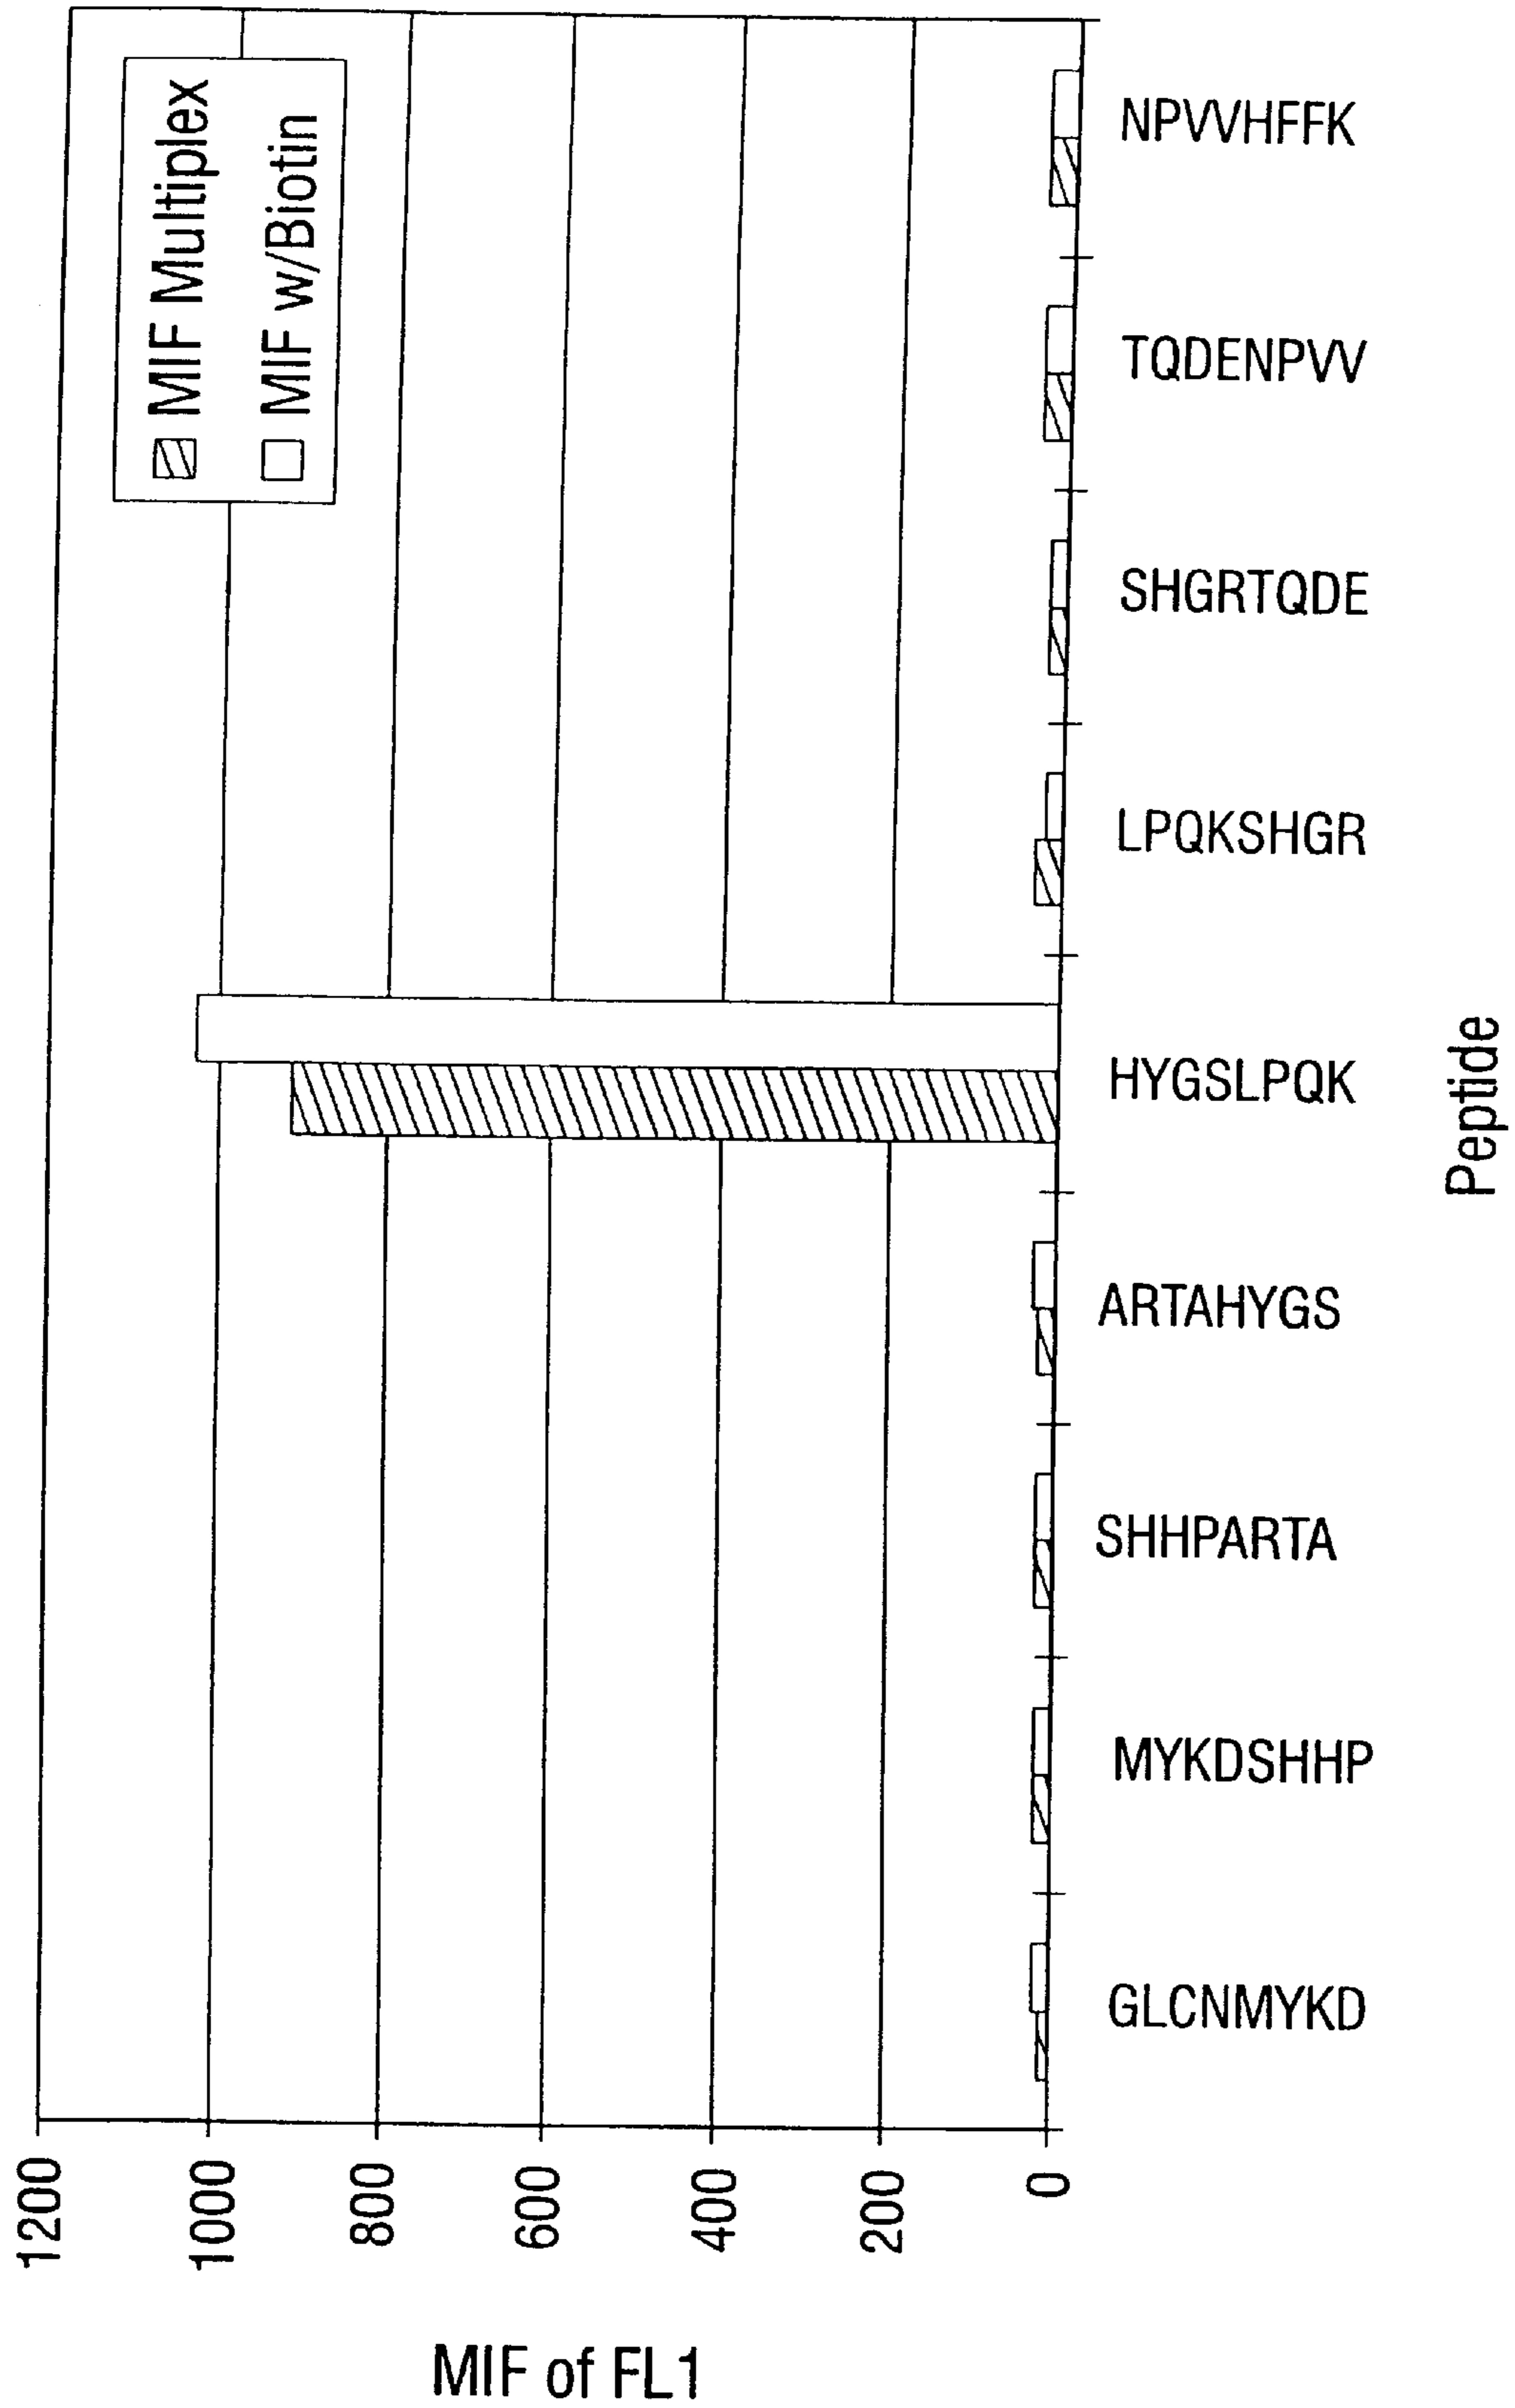 MIF of FL1
1200
1000
800
600
400
200
0
MIF Multiplex
MIF w/Biotin
GLCNMYKD
MYKDSHHP
SHHPARTA
ARTAHYGS
HYGSLPQK
LPQKSHGR
SHGRTQDE
TQDENPVV
NPVVHFFK
Peptide